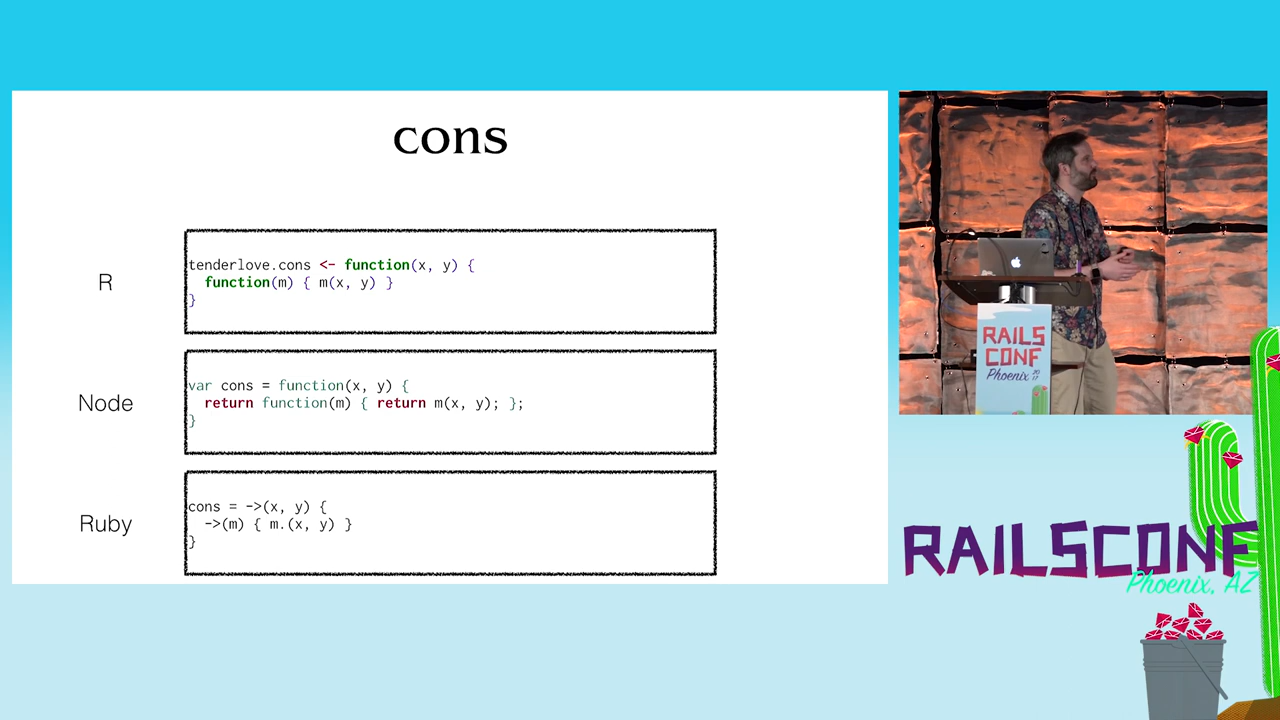 cons
R
tenderlove.cons <- function(x, y) {
  function(m) { m(x, y) }
}
Node
var cons = function(x, y) {
  return function(m) { return m(x, y); };
}
Ruby
cons = ->(x, y) {
  ->(m) { m.(x, y) }
}
RAILS
CONF
Phoenix 2017
RAILSCONF
Phoenix, AZ